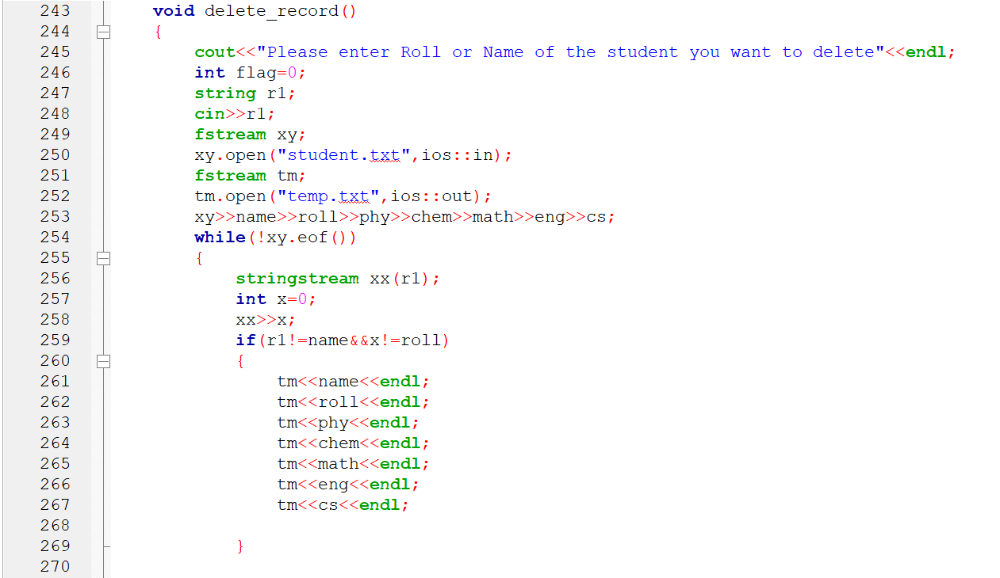 243 void delete_record()
244 {
245 cout<<"Please enter Roll or Name of the student you want to delete"<<endl;
246 int flag=0;
247 string r1;
248 cin>>r1;
249 fstream xy;
250 xy.open("student.txt",ios::in);
251 fstream tm;
252 tm.open("temp.txt",ios::out);
253 xy>>name>>roll>>phy>>chem>>math>>eng>>cs;
254 while(!xy.eof())
255 {
256 stringstream xx(r1);
257 int x=0;
258 xx>>x;
259 if(r1!=name&&x!=roll)
260 {
261 tm<<name<<endl;
262 tm<<roll<<endl;
263 tm<<phy<<endl;
264 tm<<chem<<endl;
265 tm<<math<<endl;
266 tm<<eng<<endl;
267 tm<<cs<<endl;
268
269 }
270